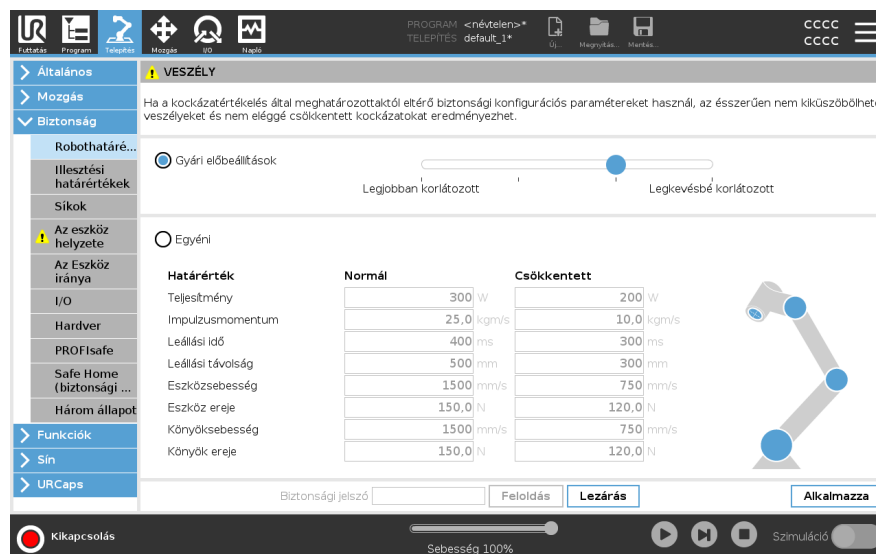 PROGRAM <névtelen>*
TELEPÍTÉS default_1*
CCCC
CCCC
Futtatás Program Telepítés Mozgás I/O Napló
Új... Megnyitás... Mentés...
Általános
Mozgás
Biztonság
Robothatáré...
Illesztési
határértékek
Síkok
Az eszköz
helyzete
Az Eszköz
iránya
I/O
Hardver
PROFIsafe
Safe Home
(biztonsági ...
Három állapot
Funkciók
Sín
URCaps
VESZÉLY
Ha a kockázatértékelés által meghatározottaktól eltérő biztonsági konfigurációs paramétereket használ, az ésszerűen nem kiküszöbölhet
veszélyeket és nem eléggé csökkentett kockázatokat eredményezhet.
Gyári előbeállítások
Legjobban korlátozott Legkevésbé korlátozott
Egyéni
Határérték Normál Csökkentett
Teljesítmény 300 W 200 W
Impulzusmomentum 25,0 kgm/s 10,0 kgm/s
Leállási idő 400 ms 300 ms
Leállási távolság 500 mm 300 mm
Eszközsebesség 1500 mm/s 750 mm/s
Eszköz ereje 150,0 N 120,0 N
Könyöksebesség 1500 mm/s 750 mm/s
Könyök ereje 150,0 N 120,0 N
Biztonsági jelszó Feloldás Lezárás Alkalmazza
Kikapcsolás
Sebesség 100%
Szimuláció